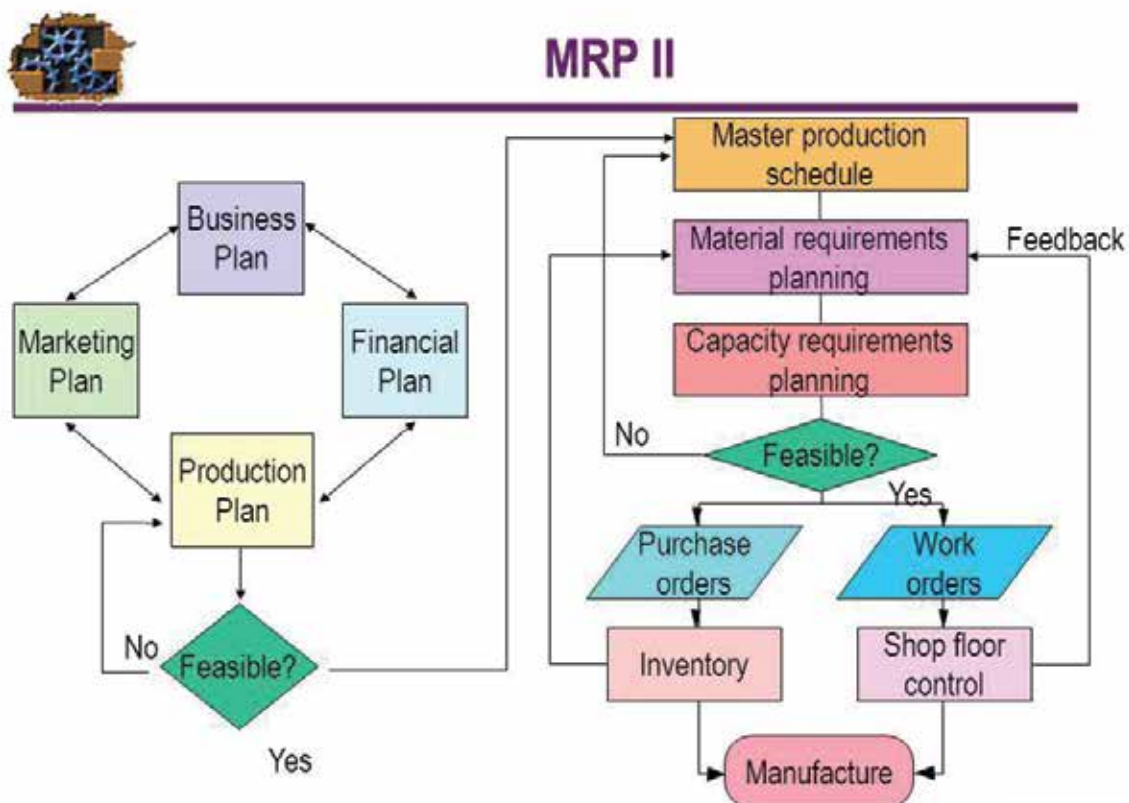 MRP II
Business
Plan
Marketing
Plan
Financial
Plan
Production
Plan
No
Feasible?
Yes
Master production
schedule
Material requirements
planning
Feedback
Capacity requirements
planning
No
Feasible?
Yes
Purchase
orders
Work
orders
Inventory
Shop floor
control
Manufacture